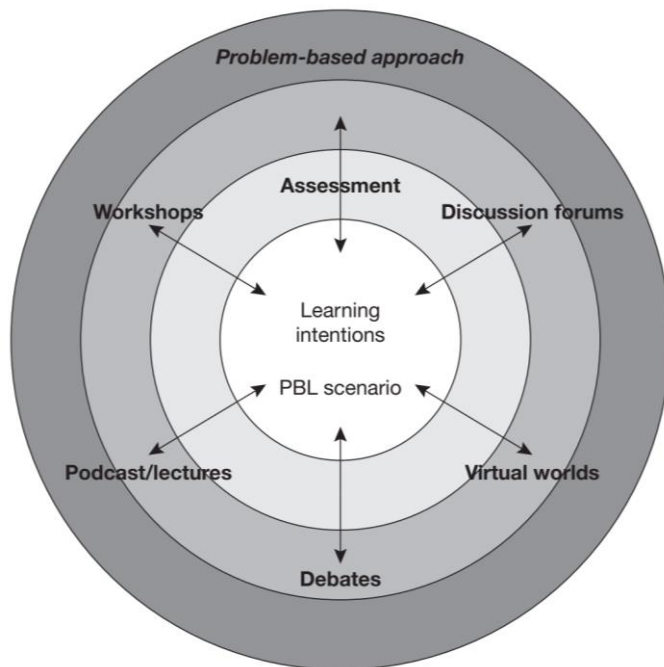 Problem-based approach
Assessment
Workshops
Discussion forums
Learning
intentions
PBL scenario
Podcast/lectures
Virtual worlds
Debates